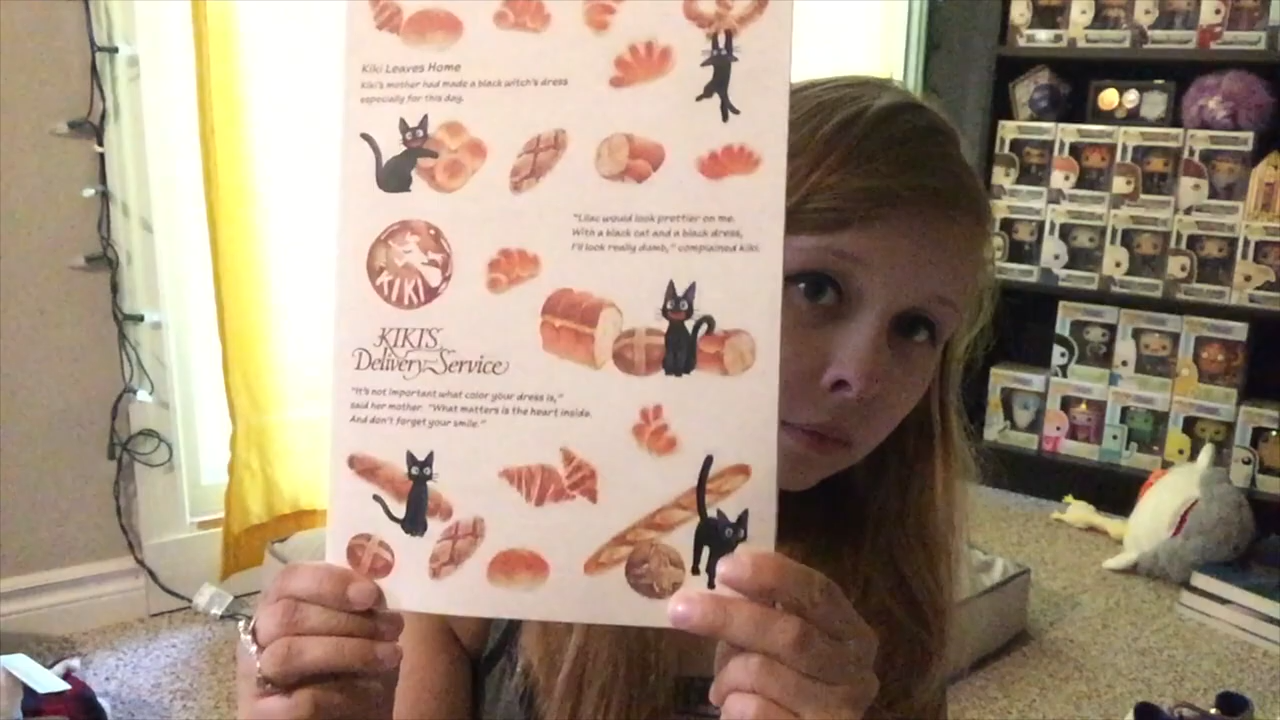 Kiki Leaves Home
Kiki's mother had made a black witch's dress
especially for this day.
"Lilac would look prettier on me.
With a black cat and a black dress,
I'll look really dumb," complained Kiki.
KIKI
KIKI'S
Delivery Service
"It's not important what color your dress is,"
said her mother. "What matters is the heart inside.
And don't forget your smile."